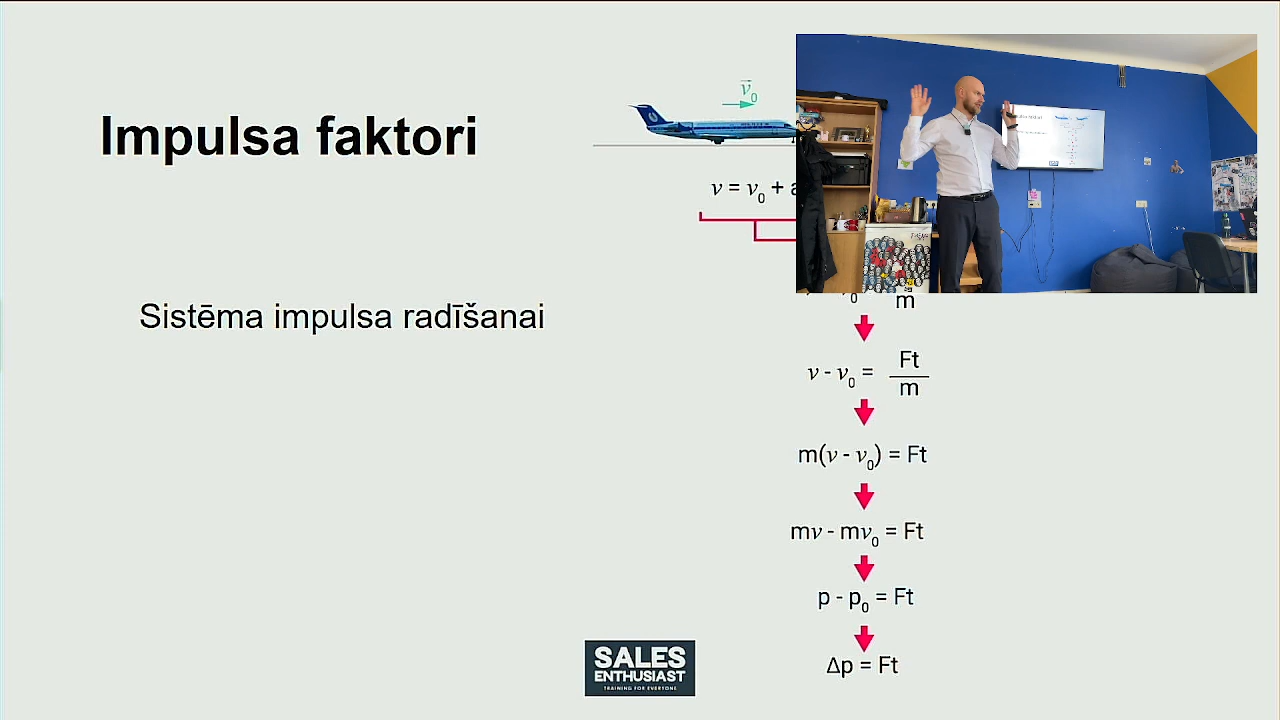 Impulsa faktori
Sistēma impulsa radīšanai
v⃗₀
v = v₀ + a
m
v - v₀ = Ft/m
m(v - v₀) = Ft
mv - mv₀ = Ft
p - p₀ = Ft
Δp = Ft
SALES
ENTHUSIAST
TRAINING FOR EVERYONE